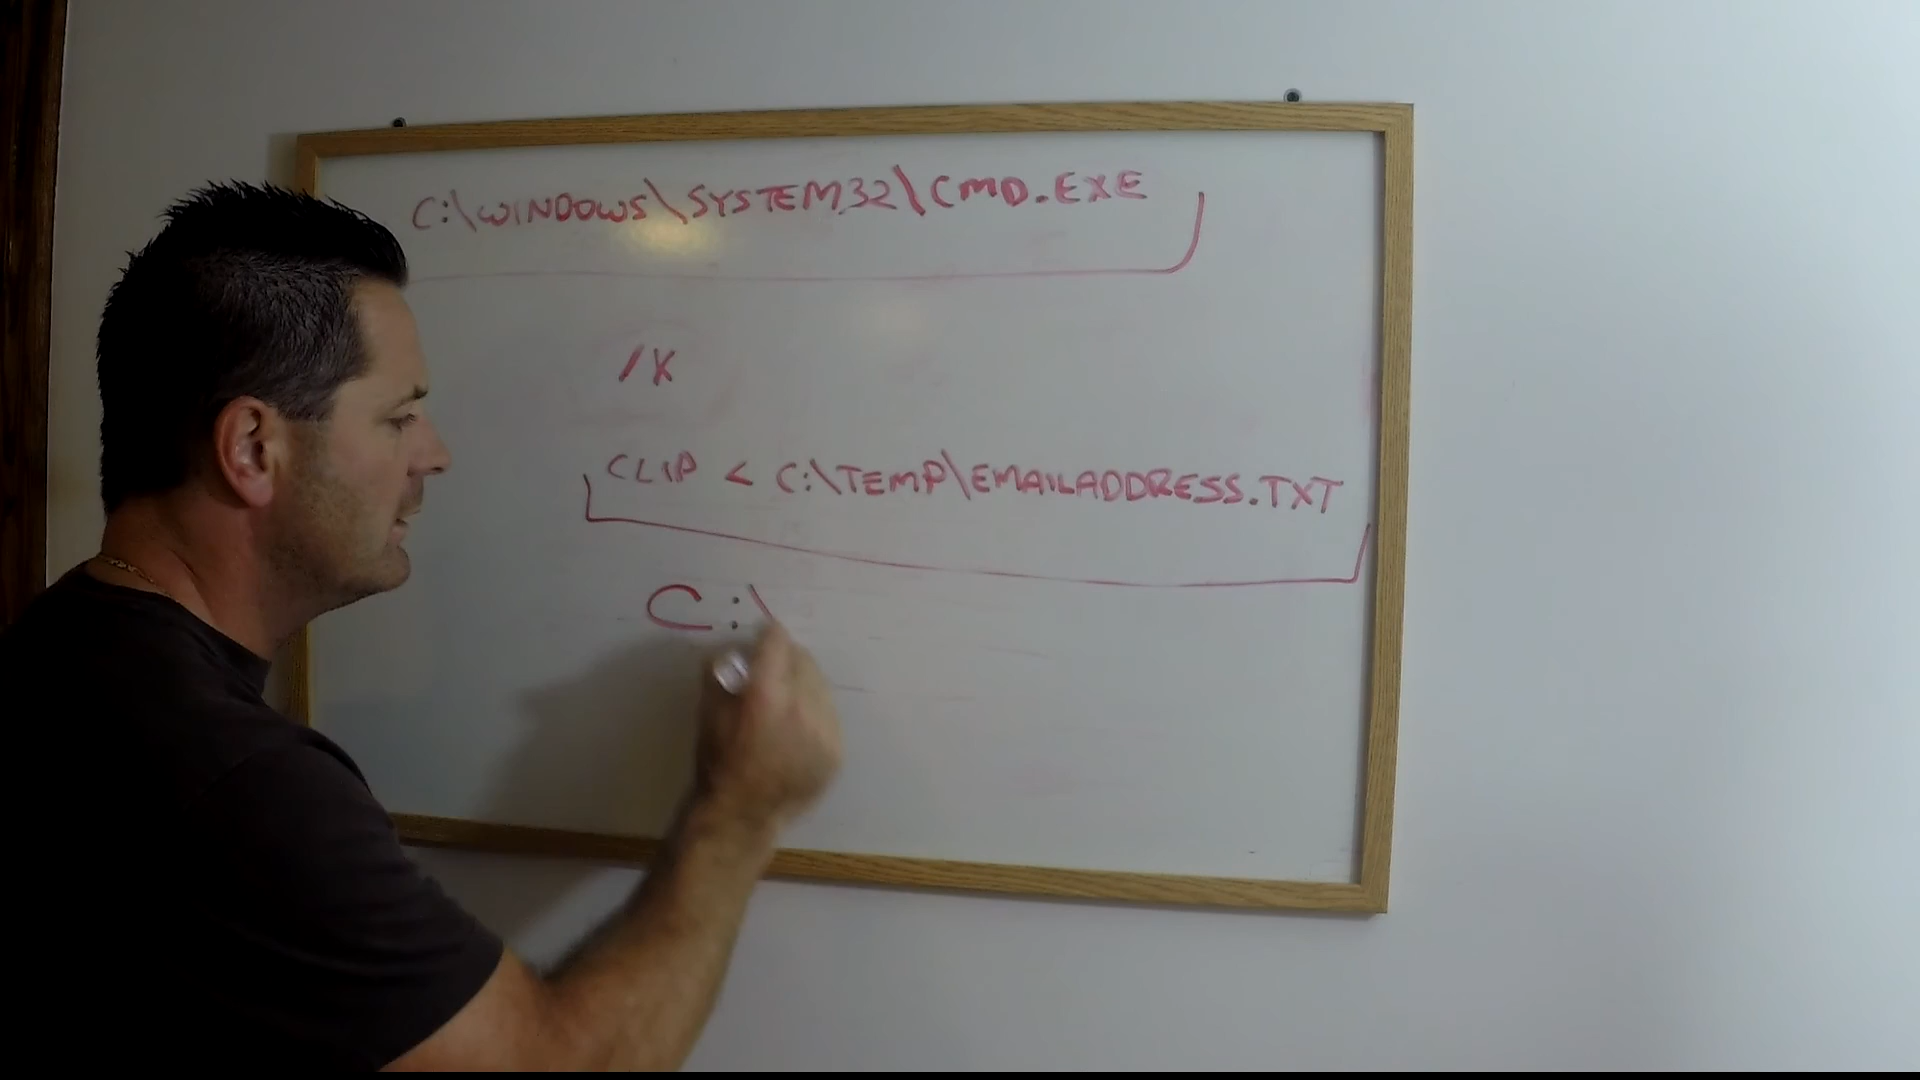 C:\WINDOWS\SYSTEM32\CMD.EXE
/K
CLIP < C:\TEMP\EMAILADDRESS.TXT
C:\